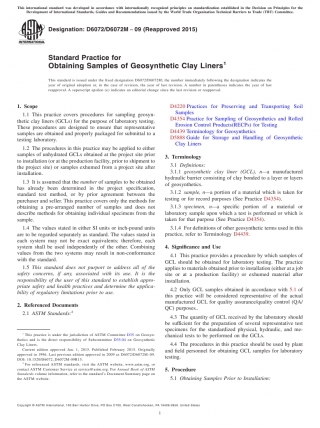 This international standard was developed in accordance with internationally recognized principles on standardization established in the Decision on Principles for the
Development of International Standards, Guides and Recommendations issued by the World Trade Organization Technical Barriers to Trade (TBT) Committee.
Designation: D6072/D6072M − 09 (Reapproved 2015)
INTERNATIONAL
Standard Practice for
Obtaining Samples of Geosynthetic Clay Liners1
This standard is issued under the fixed designation D6072/D6072M; the number immediately following the designation indicates the
year of original adoption or, in the case of revision, the year of last revision. A number in parentheses indicates the year of last
reapproval. A superscript epsilon (ε) indicates an editorial change since the last revision or reapproval.
1. Scope
1.1 This practice covers procedures for sampling geosyn-
thetic clay liners (GCLs) for the purpose of laboratory testing.
These procedures are designed to ensure that representative
samples are obtained and properly packaged for submittal to a
testing laboratory.
1.2 The procedures in this practice may be applied to either
samples of unhydrated GCLs obtained at the project site prior
to installation (or at the production facility, prior to shipment to
the project site) or samples exhumed from a project site after
installation.
1.3 It is assumed that the number of samples to be obtained
has already been determined in the project specification,
standard test method, or by prior agreement between the
purchaser and seller. This practice covers only the methods for
obtaining a pre-arranged number of samples and does not
describe methods for obtaining individual specimens from the
sample.
1.4 The values stated in either SI units or inch-pound units
are to be regarded separately as standard. The values stated in
each system may not be exact equivalents; therefore, each
system shall be used independently of the other. Combining
values from the two systems may result in non-conformance
with the standard.
1.5 This standard does not purport to address all of the
safety concerns, if any, associated with its use. It is the
responsibility of the user of this standard to establish appro-
priate safety and health practices and determine the applica-
bility of regulatory limitations prior to use.
2. Referenced Documents
2.1 ASTM Standards:2
1 This practice is under the jurisdiction of ASTM Committee D35 on Geosyn-
thetics and is the direct responsibility of Subcommittee D35.04 on Geosynthetic
Clay Liners.
Current edition approved Jan. 1, 2015. Published February 2015. Originally
approved in 1996. Last previous edition approved in 2009 as D6072/D6072M–09.
DOI: 10.1520/D6072_D6072M-09R15.
2 For referenced ASTM standards, visit the ASTM website, www.astm.org, or
contact ASTM Customer Service at service@astm.org. For Annual Book of ASTM
Standards volume information, refer to the standard's Document Summary page on
the ASTM website.
D4220 Practices for Preserving and Transporting Soil
Samples
D4354 Practice for Sampling of Geosynthetics and Rolled
Erosion Control Products(RECPs) for Testing
D4439 Terminology for Geosynthetics
D5888 Guide for Storage and Handling of Geosynthetic
Clay Liners
3. Terminology
3.1 Definitions:
3.1.1 geosynthetic clay liner (GCL), n—a manufactured
hydraulic barrier consisting of clay bonded to a layer or layers
of geosynthetics.
3.1.2 sample, n—a portion of a material which is taken for
testing or for record purposes (See Practice D4354).
3.1.3 specimen, n—a specific portion of a material or
laboratory sample upon which a test is performed or which is
taken for that purpose (See Practice D4354).
3.1.4 For definitions of other geosynthetic terms used in this
practice, refer to Terminology D4439.
4. Significance and Use
4.1 This practice provides a procedure by which samples of
GCL should be obtained for laboratory testing. The practice
applies to materials obtained prior to installation (either at a job
site or at a production facility) or exhumed material after
installation.
4.2 Only GCL samples obtained in accordance with 5.1 of
this practice will be considered representative of the actual
manufactured GCL for quality assurance/quality control (QA/
QC) purposes.
4.3 The quantity of GCL received by the laboratory should
be sufficient for the preparation of several representative test
specimens for the standardized physical, hydraulic, and me-
chanical tests to be performed on the GCLs.
4.4 The procedures in this practice should be used by plant
and field personnel for obtaining GCL samples for laboratory
testing.
5. Procedure
5.1 Obtaining Samples Prior to Installation:
Copyright © ASTM International, 100 Barr Harbor Drive, PO Box C700, West Conshohocken, PA 19428-2959. United States
1